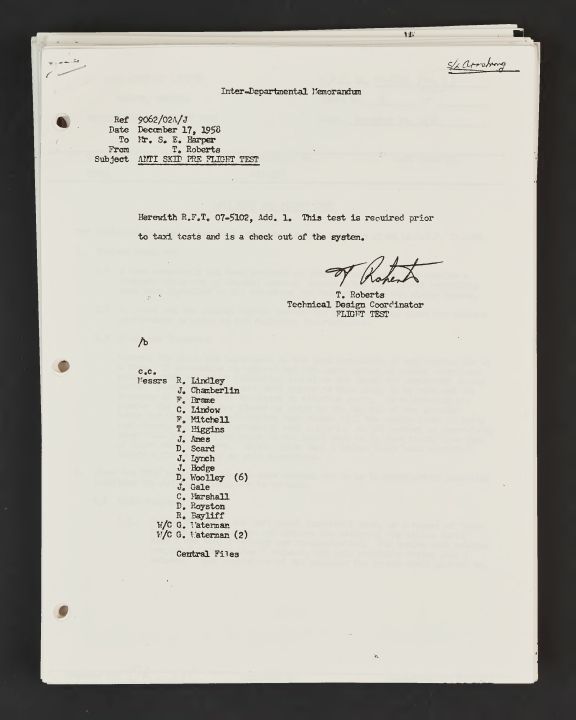 S/L Armstrong
Inter-Departmental Memorandum
Ref 9062/02A/J
Date December 17, 1958
To Mr. S. E. Harper
From T. Roberts
Subject ANTI SKID PRE FLIGHT TEST
Herewith R.F.T. 07-5102, Add. 1. This test is required prior
to taxi tests and is a check out of the system.
T Roberts
T. Roberts
Technical Design Coordinator
FLIGHT TEST
/b
c.c.
Messrs R. Lindley
J. Chamberlin
F. Brame
C. Lindow
F. Mitchell
T. Higgins
J. Ames
D. Scard
J. Lynch
J. Hodge
D. Woolley (6)
J. Gale
C. Marshall
D. Royston
R. Bayliff
W/C G. Waterman
W/C G. Waterman (2)
Central Files